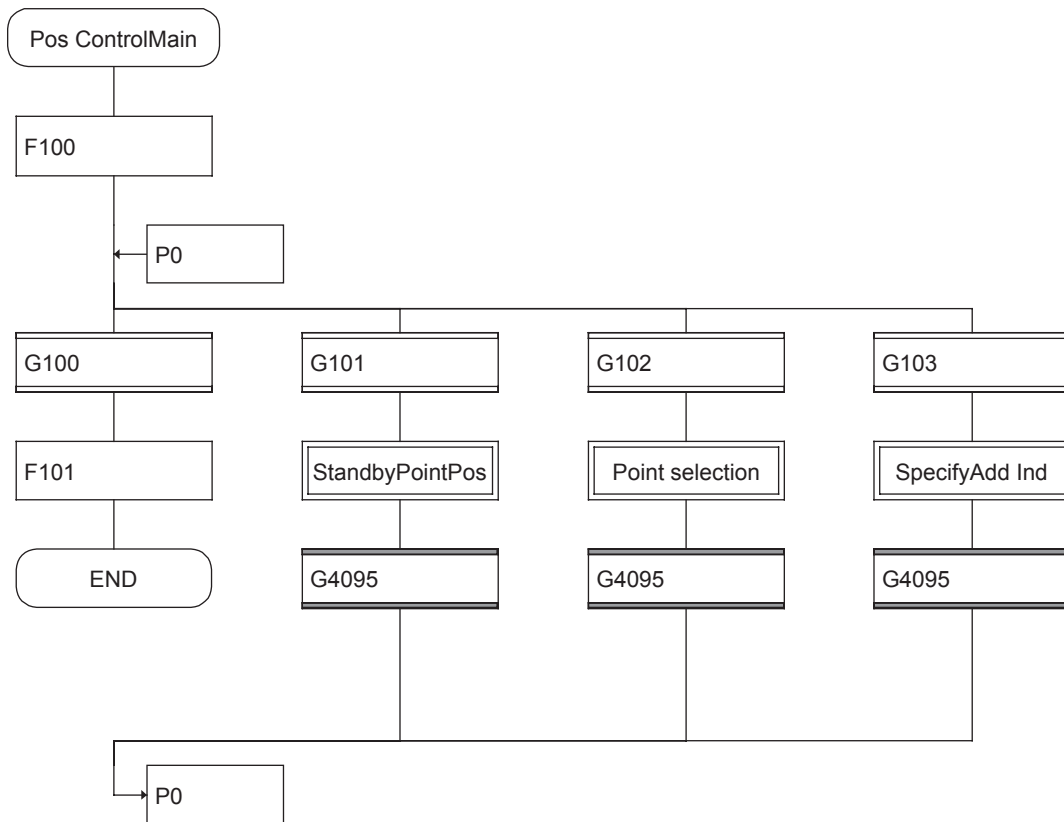 Pos ControlMain
F100
P0
G100
G101
G102
G103
F101
StandbyPointPos
Point selection
SpecifyAdd Ind
END
G4095
G4095
G4095
P0